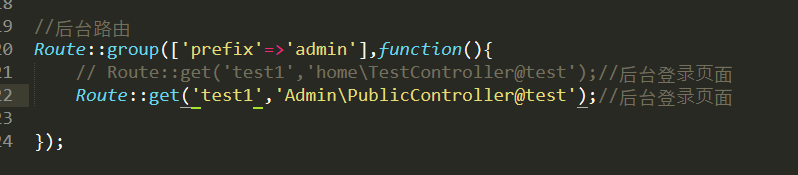 18
19 //后台路由
20 Route::group(['prefix'=>'admin'],function(){
21 // Route::get('test1','home\TestController@test');//后台登录页面
22 Route::get('test1','Admin\PublicController@test');//后台登录页面
23
24 });